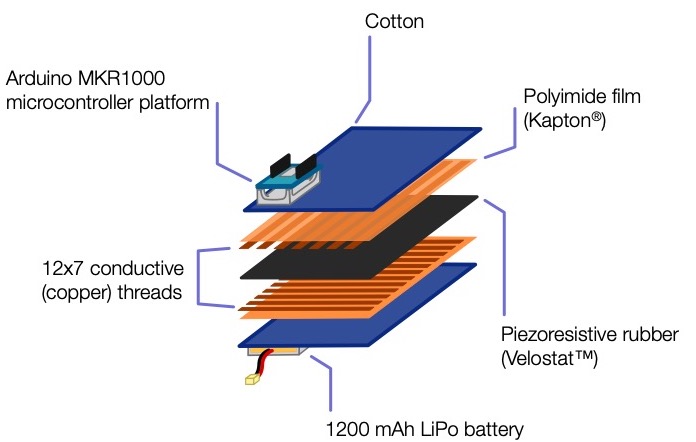 Cotton
Arduino MKR1000
microcontroller platform
Polyimide film
(Kapton®)
12x7 conductive
(copper) threads
Piezoresistive rubber
(Velostat™)
1200 mAh LiPo battery